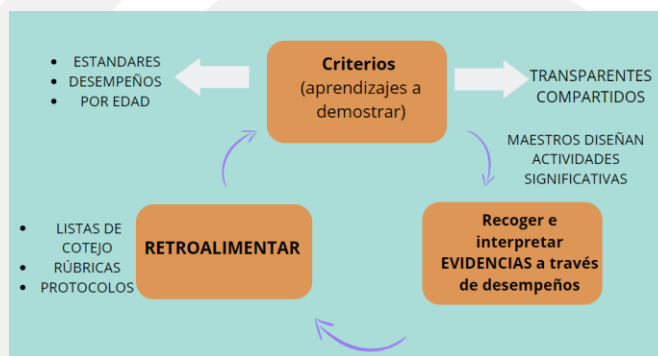 • ESTANDARES
• DESEMPEÑOS
• POR EDAD
Criterios
(aprendizajes a
demostrar)
TRANSPARENTES
COMPARTIDOS
MAESTROS DISEÑAN
ACTIVIDADES
SIGNIFICATIVAS
Recoger e
interpretar
EVIDENCIAS a través
de desempeños
RETROALIMENTAR
• LISTAS DE
COTEJO
• RÚBRICAS
• PROTOCOLOS